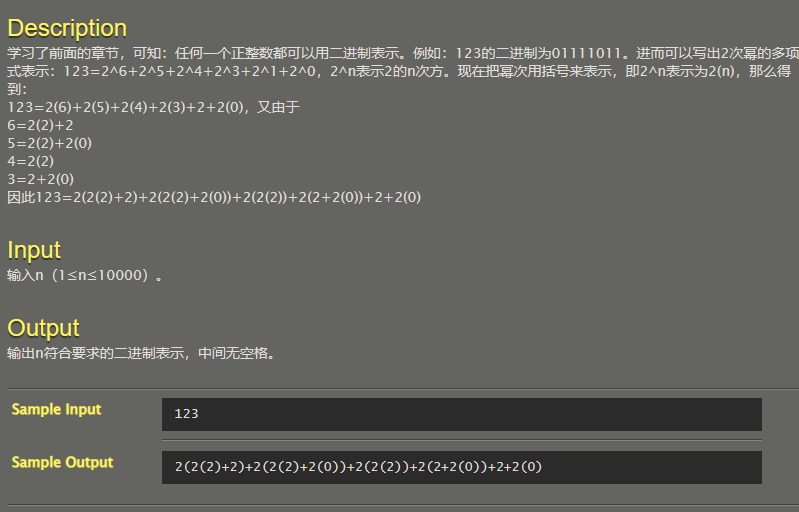 Description
学习了前面的章节，可知：任何一个正整数都可以用二进制表示。例如：123的二进制为01111011。进而可以写出2次幂的多项
式表示：123=2^6+2^5+2^4+2^3+2^1+2^0，2^n表示2的n次方。现在把幂次用括号来表示，即2^n表示为2(n)，那么得
到：
123=2(6)+2(5)+2(4)+2(3)+2+2(0)，又由于
6=2(2)+2
5=2(2)+2(0)
4=2(2)
3=2+2(0)
因此123=2(2(2)+2)+2(2(2)+2(0))+2(2(2))+2(2+2(0))+2+2(0)
Input
输入n（1≤n≤10000）。
Output
输出n符合要求的二进制表示，中间无空格。
Sample Input
123
Sample Output
2(2(2)+2)+2(2(2)+2(0))+2(2(2))+2(2+2(0))+2+2(0)